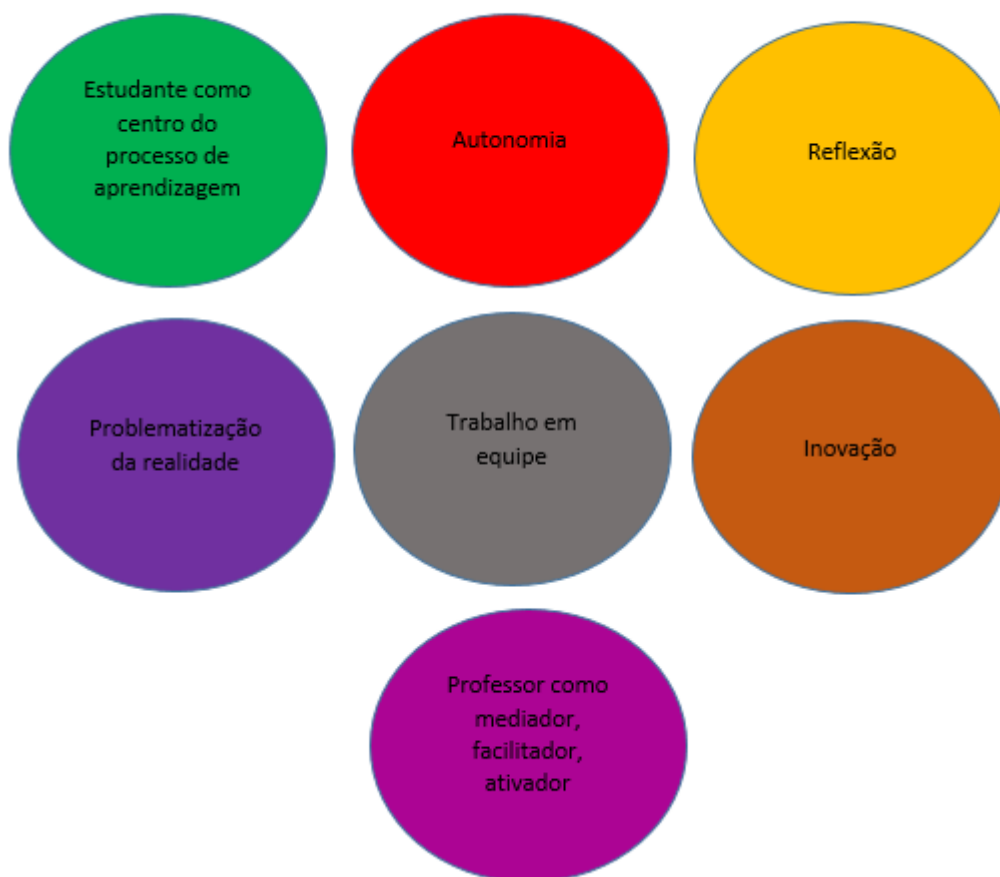 Estudante como
centro do
processo de
aprendizagem
Autonomia
Reflexão
Problematização
da realidade
Trabalho em
equipe
Inovação
Professor como
mediador,
facilitador,
ativador